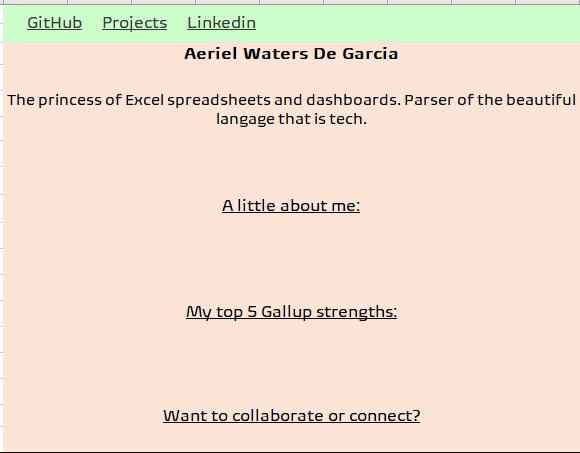 GitHub Projects Linkedin
Aeriel Waters De Garcia
The princess of Excel spreadsheets and dashboards. Parser of the beautiful
langage that is tech.
A little about me:
My top 5 Gallup strengths:
Want to collaborate or connect?